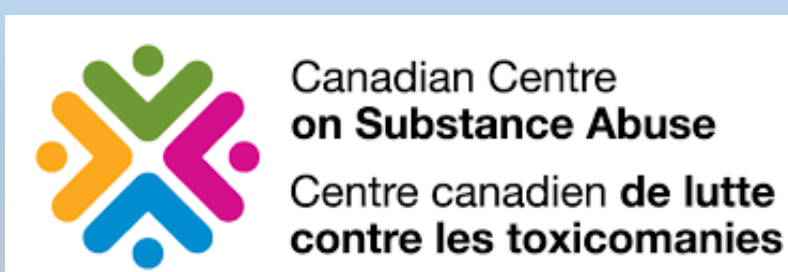 Canadian Centre
on Substance Abuse
Centre canadien de lutte
contre les toxicomanies